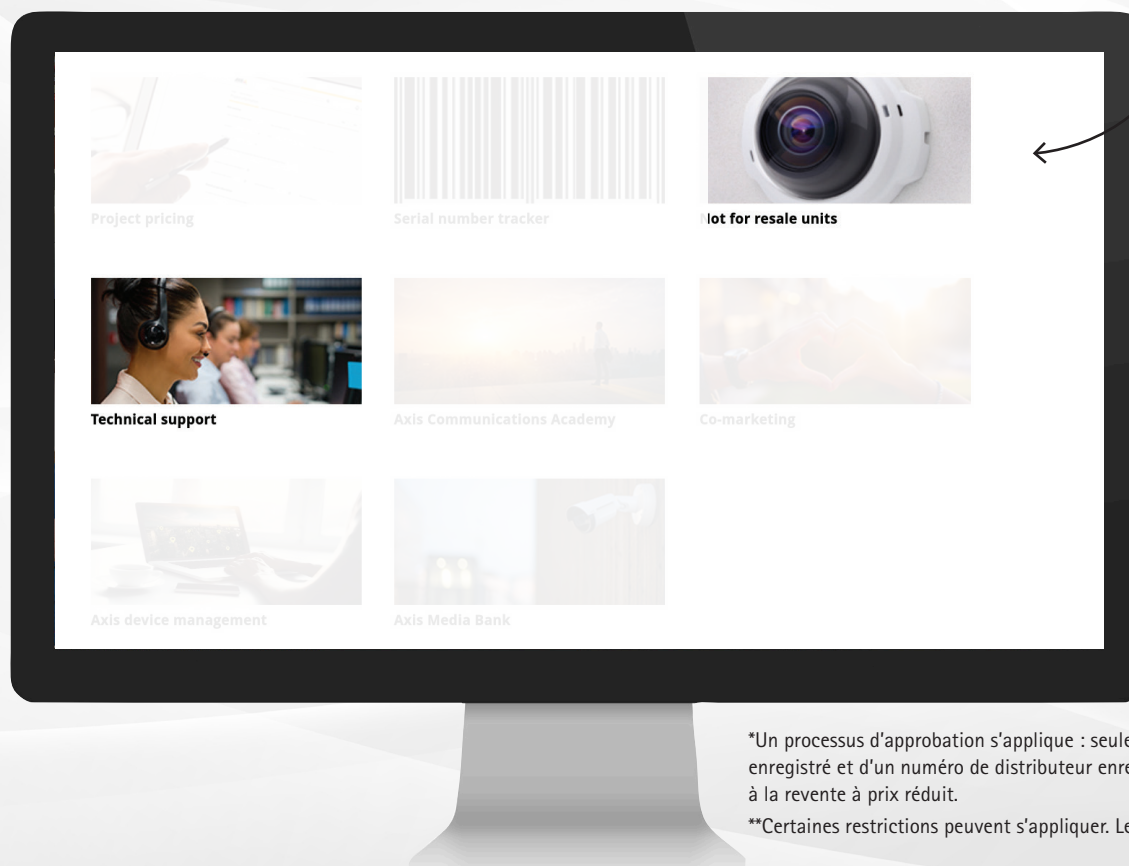 Project pricing
Serial number tracker
Not for resale units
Technical support
Axis Communications Academy
Co-marketing
Axis device management
Axis Media Bank
*Un processus d'approbation s'applique : seule
enregistré et d'un numéro de distributeur enre
à la revente à prix réduit.
**Certaines restrictions peuvent s'appliquer. Le